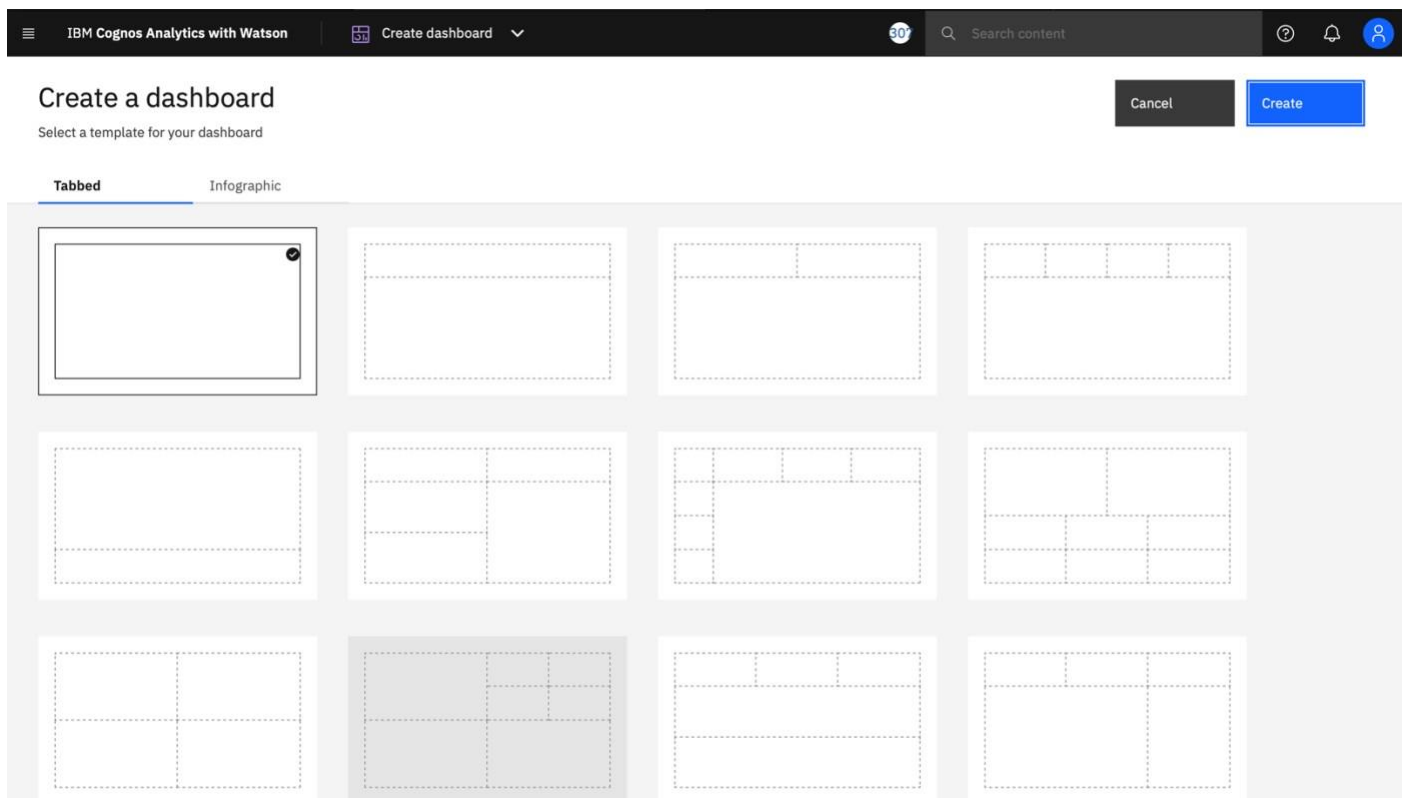 IBM Cognos Analytics with Watson
Create dashboard
30?
Search content
Create a dashboard
Cancel
Create
Select a template for your dashboard
Tabbed
Infographic